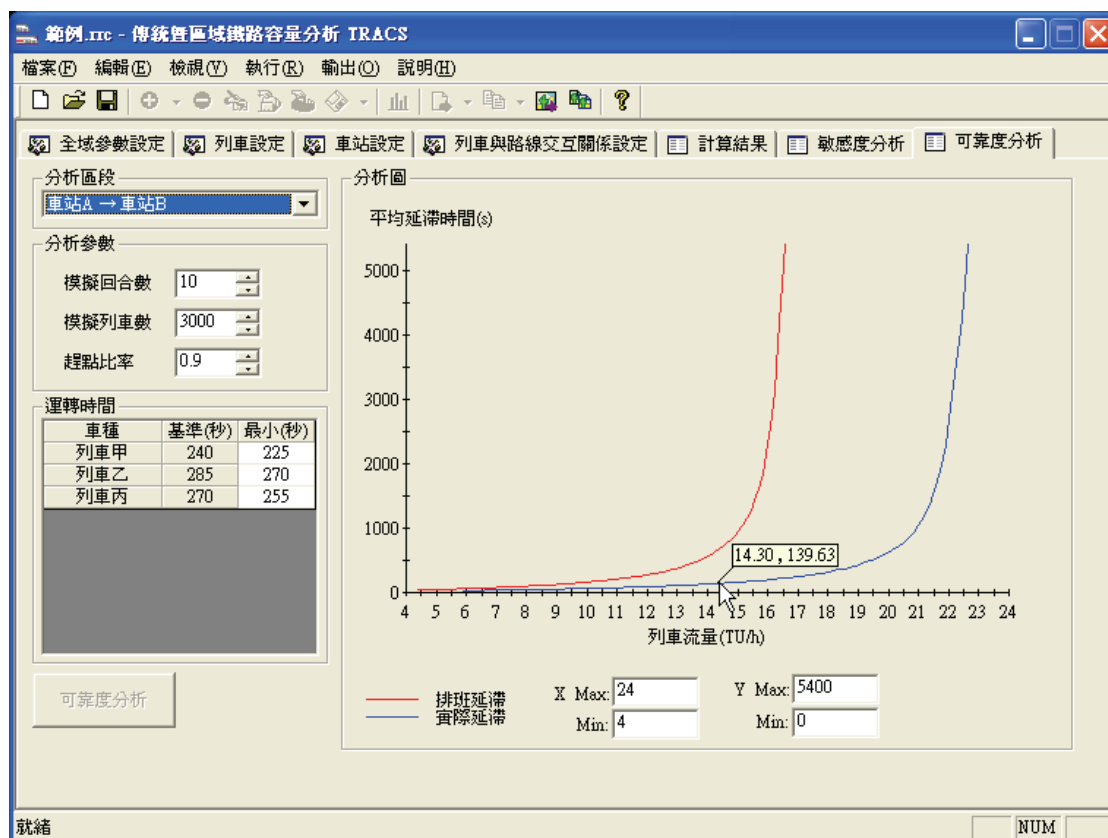 範例.rrc - 傳統暨區域鐵路容量分析 TRACS
檔案(F) 編輯(E) 檢視(V) 執行(R) 輸出(O) 說明(H)
全域參數設定 列車設定 車站設定 列車與路線交互關係設定 計算結果 敏感度分析 可靠度分析
分析區段
車站A → 車站B
分析參數
模擬回合數 10
模擬列車數 3000
趕點比率 0.9
運轉時間
車種 基準(秒) 最小(秒)
列車甲 240 225
列車乙 285 270
列車丙 270 255
可靠度分析
分析圖
平均延滯時間(s)
5000
4000
3000
2000
1000
0
14.30 , 139.63
4 5 6 7 8 9 10 11 12 13 14 15 16 17 18 19 20 21 22 23 24
列車流量(TU/h)
排班延滯
實際延滯
X Max: 24
Min: 4
Y Max: 5400
Min: 0
就緒
NUM